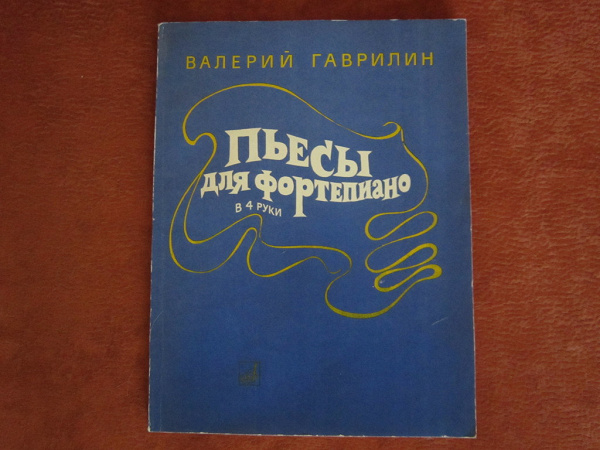 ВАЛЕРИЙ ГАВРИЛИН
ПЬЕСЫ
ДЛЯ ФОРТЕПИАНО
В 4 РУКИ